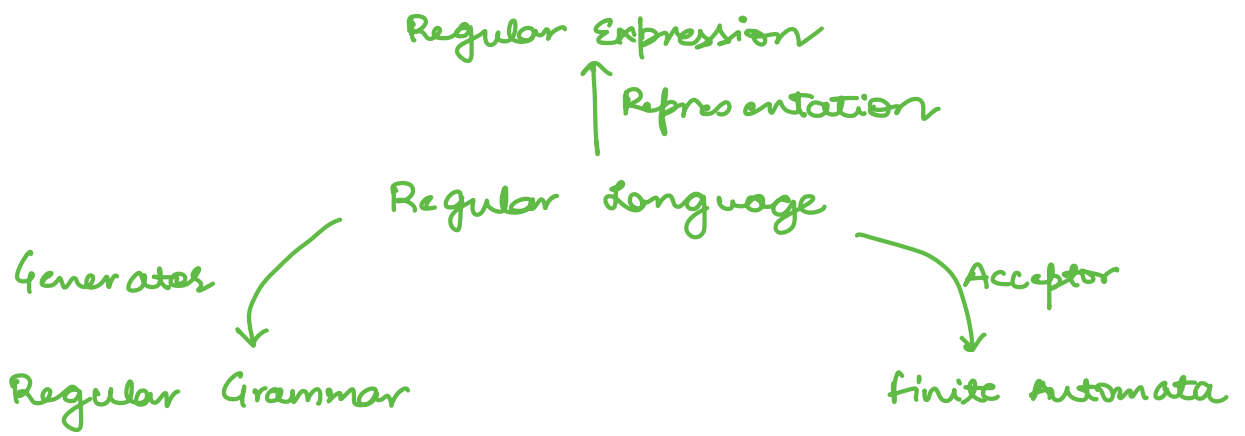 Regular Expression
Representation
Regular Language
Generator
Acceptor
Regular Grammar
Finite Automata